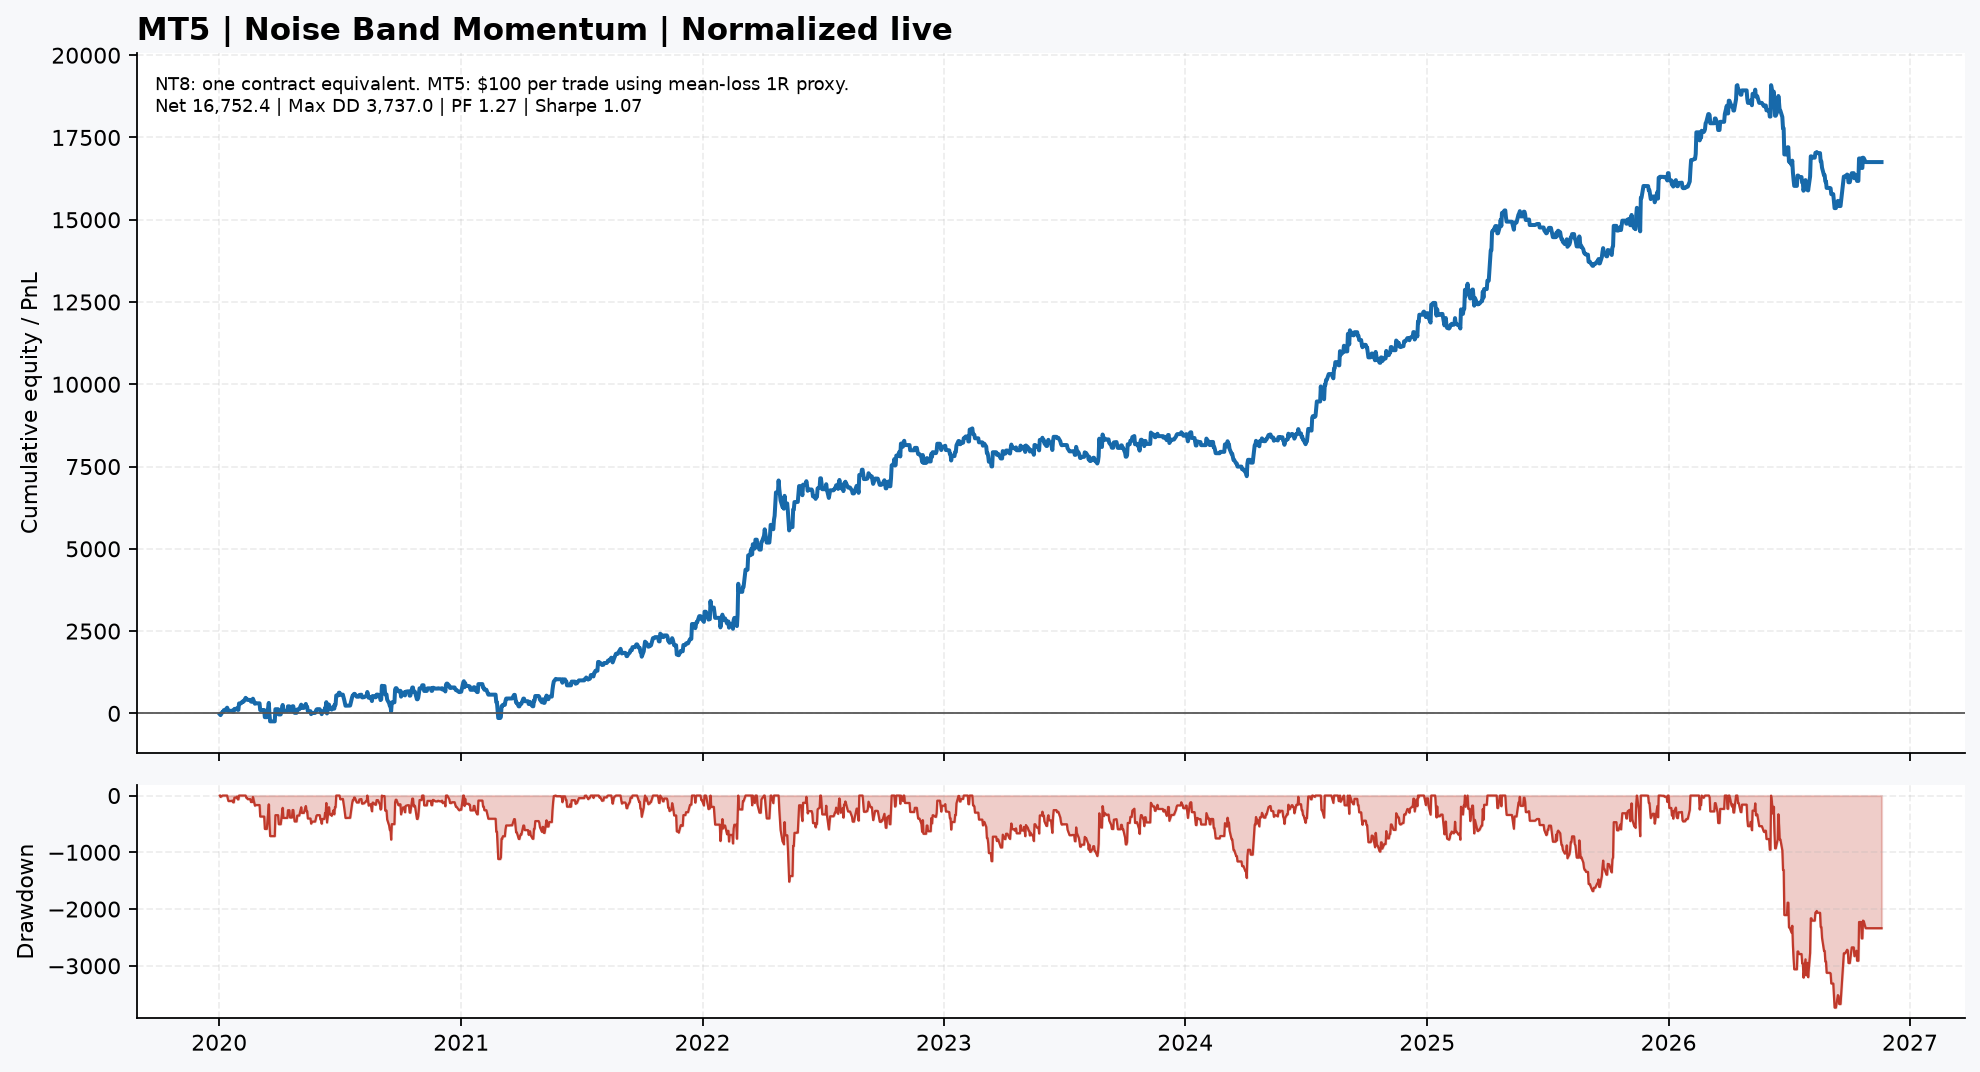 MT5 | Noise Band Momentum | Normalized live
NT8: one contract equivalent. MT5: $100 per trade using mean-loss 1R proxy.
Net 16,752.4 | Max DD 3,737.0 | PF 1.27 | Sharpe 1.07
Cumulative equity / PnL
20000
17500
15000
12500
10000
7500
5000
2500
0
Drawdown
0
−1000
−2000
−3000
2020 2021 2022 2023 2024 2025 2026 2027